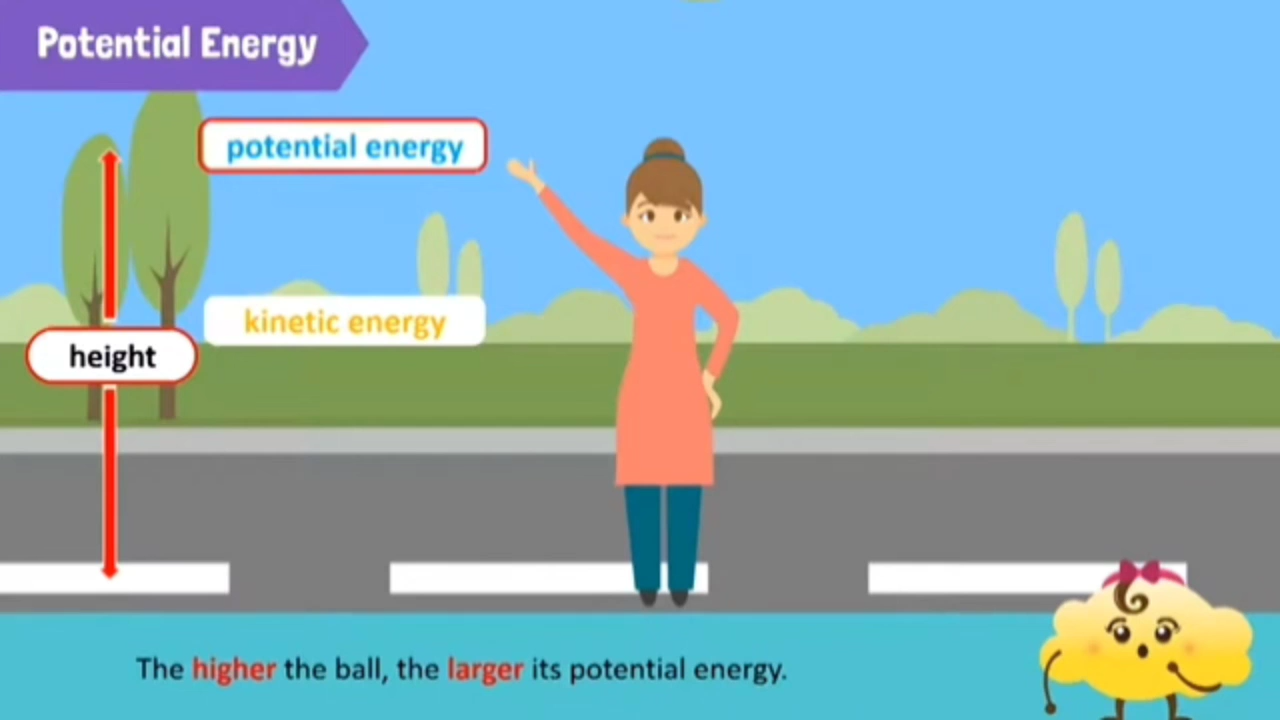 Potential Energy
potential energy
kinetic energy
height
The higher the ball, the larger its potential energy.